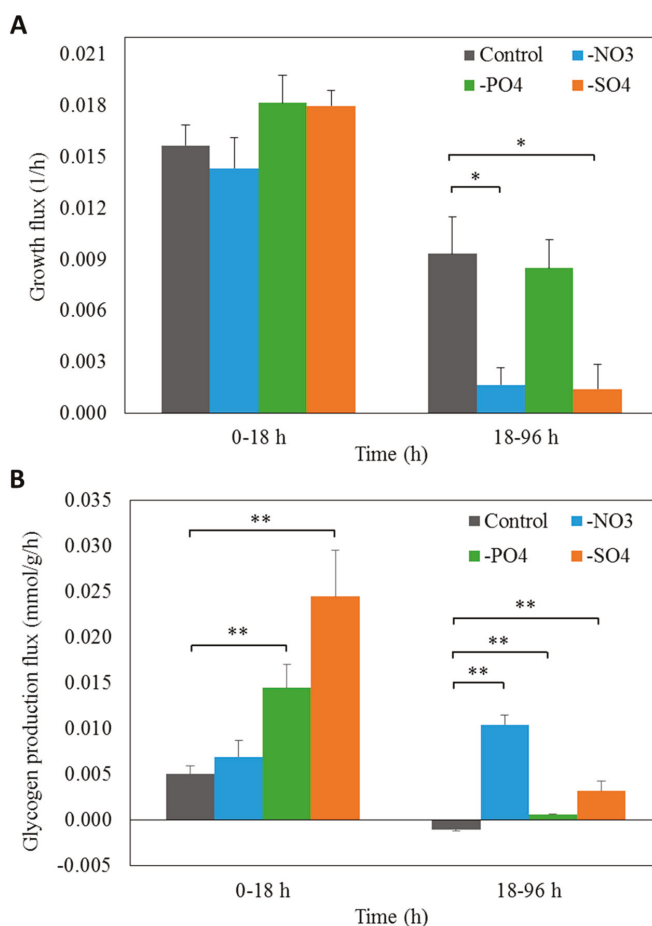 A
0.021
0.018
0.015
0.012
0.009
0.006
0.003
0.000
Growth flux (1/h)
Control -NO3
-PO4 -SO4
*
*
0-18 h 18-96 h
Time (h)
B
0.035
0.030
0.025
0.020
0.015
0.010
0.005
0.000
-0.005
Glycogen production flux (mmol/g/h)
Control -NO3
-PO4 -SO4
**
**
**
**
**
0-18 h 18-96 h
Time (h)